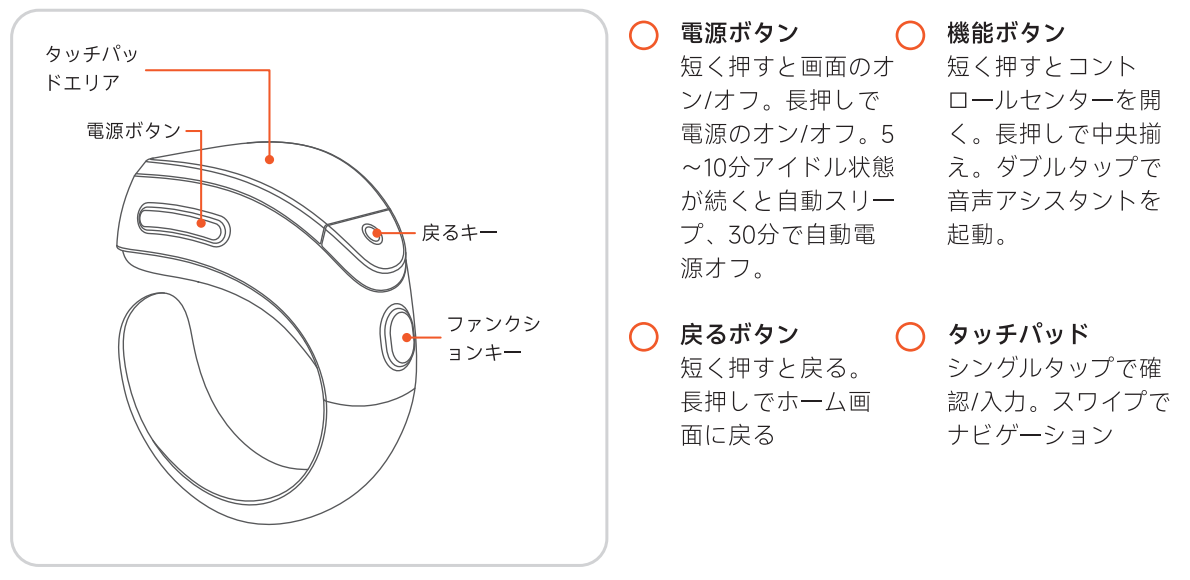 タッチパッ
ドエリア
電源ボタン
戻るキー
ファンクシ
ョンキー
電源ボタン
短く押すと画面のオ
ン/オフ。長押しで
電源のオン/オフ。5
～10分アイドル状態
が続くと自動スリー
プ、30分で自動電
源オフ。
機能ボタン
短く押すとコント
ロールセンターを開
く。長押しで中央揃
え。ダブルタップで
音声アシスタントを
起動。
戻るボタン
短く押すと戻る。
長押しでホーム画
面に戻る
タッチパッド
シングルタップで確
認/入力。スワイプで
ナビゲーション